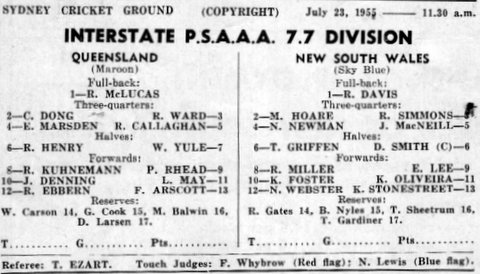 SYDNEY CRICKET GROUND (COPYRIGHT) July 23, 1955 — 11.30 a.m.
INTERSTATE P.S.A.A.A. 7.7 DIVISION
QUEENSLAND
(Maroon)
Full-back:
1—R. McLUCAS
Three-quarters:
2—C. DONG R. WARD—3
4—E. MARSDEN R. CALLAGHAN—5
Halves:
6—R. HENRY W. YULE—7
Forwards:
8—R. KUHNEMANN P. RHEAD—9
10—J. DENNING L. MAY—11
12—R. EBBERN F. ARSCOTT—13
Reserves:
W. Carson 14, G. Cook 15, M. Balwin 16,
D. Larsen 17.
T. G. Pts.
NEW SOUTH WALES
(Sky Blue)
Full-back:
1—R. DAVIS
Three-quarters:
2—M. HOARE R. SIMMONS—
4—N. NEWMAN J. MacNEILL—5
Halves:
6—T. GRIFFEN D. SMITH (C)—6
Forwards:
8—R. MILLER E. LEE—9
10—K. FOSTER K. OLIVEIRA—11
12—N. WEBSTER K. STONESTREET—13
Reserves:
R. Gates 14, B. Nyles 15, T. Sheetrum 16,
T. Gardiner 17.
T. G. Pts.
Referee: T. EZART. Touch Judges: F. Whybrow (Red flag); N. Lewis (Blue flag).